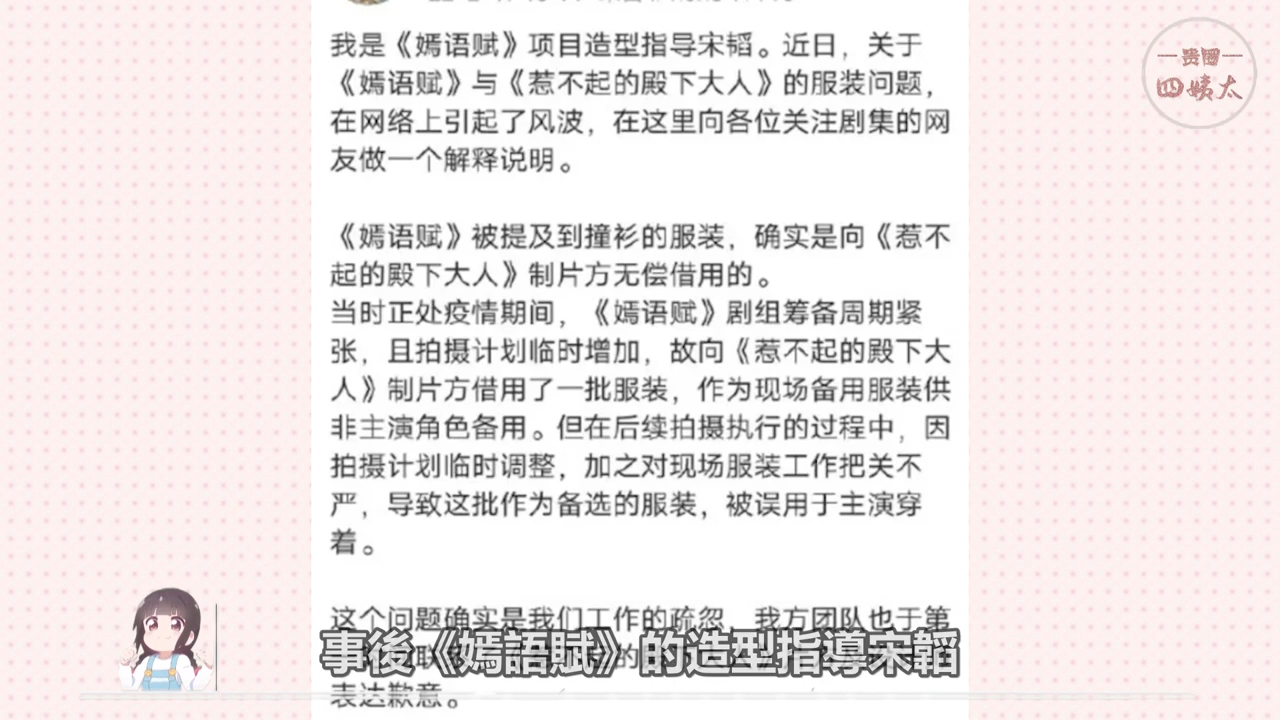 一贵圈一
四姨太
我是《嫣语赋》项目造型指导宋韬。近日，关于
《嫣语赋》与《惹不起的殿下大人》的服装问题，
在网络上引起了风波，在这里向各位关注剧集的网
友做一个解释说明。
《嫣语赋》被提及到撞衫的服装，确实是向《惹不
起的殿下大人》制片方无偿借用的。
当时正处疫情期间，《嫣语赋》剧组筹备周期紧
张，且拍摄计划临时增加，故向《惹不起的殿下大
人》制片方借用了一批服装，作为现场备用服装供
非主演角色备用。但在后续拍摄执行的过程中，因
拍摄计划临时调整，加之对现场服装工作把关不
严，导致这批作为备选的服装，被误用于主演穿
着。
这个问题确实是我们工作的疏忽，我方团队也于第
表达歉意。
事後《嫣語賦》的造型指導宋韜